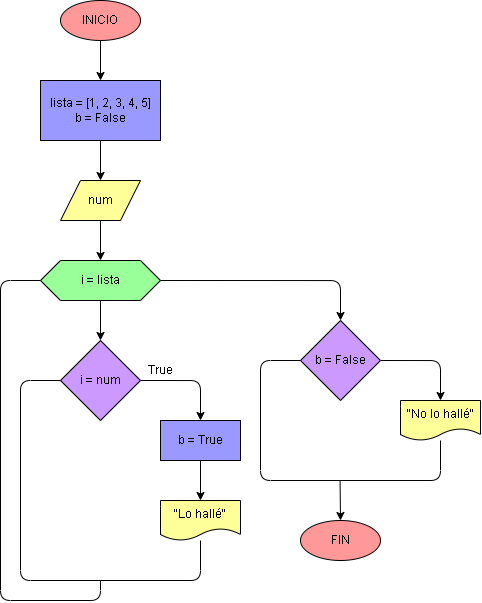 INICIO
lista = [1, 2, 3, 4, 5]
b = False
num
i = lista
i = num
True
b = True
"Lo hallé"
b = False
"No lo hallé"
FIN